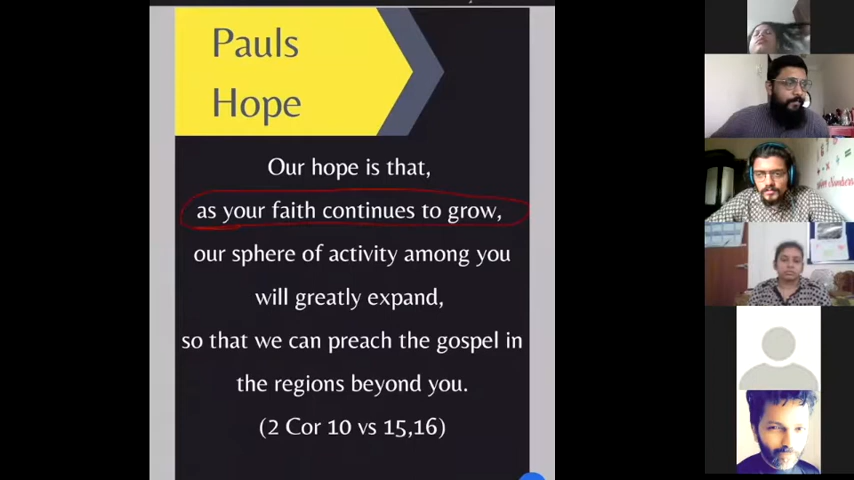 Pauls
Hope
Our hope is that,
as your faith continues to grow,
our sphere of activity among you
will greatly expand,
so that we can preach the gospel in
the regions beyond you.
(2 Cor 10 vs 15,16)